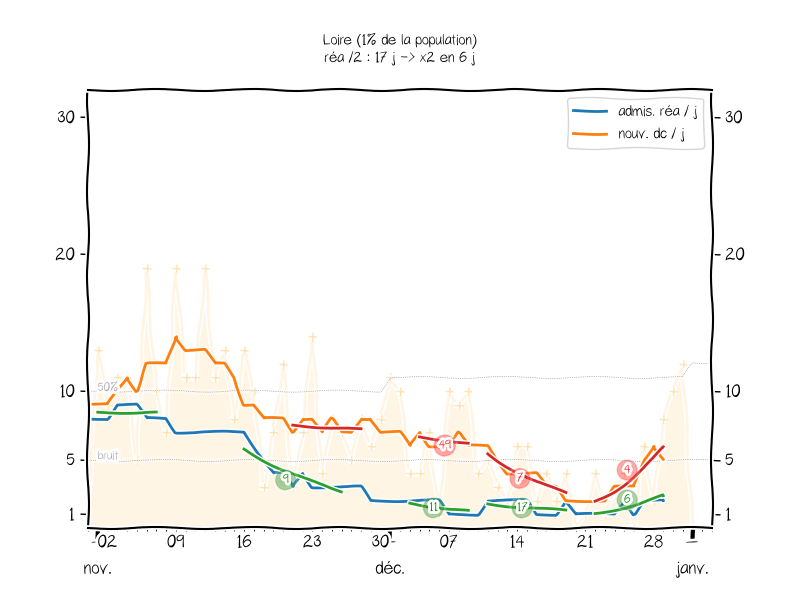 Loire (1% de la population)
réa /2 : 17 j -> x2 en 6 j
admis. réa / j
nouv. dc / j
30
30
20
20
50%
10
10
bruit
5
5
1
1
49
7
4
9
11
17
6
02 09 16 23 30 07 14 21 28
nov. déc. janv.